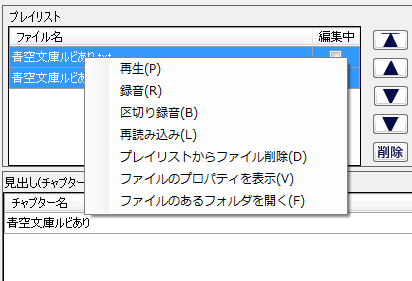 プレイリスト
ファイル名
編集中
青空文庫ルビあり.txt
青空文庫ルビあ
再生(P)
録音(R)
区切り録音(B)
再読み込み(L)
プレイリストからファイル削除(D)
ファイルのプロパティを表示(V)
ファイルのあるフォルダを開く(F)
削除
見出し(チャプター
チャプター名
青空文庫ルビあり